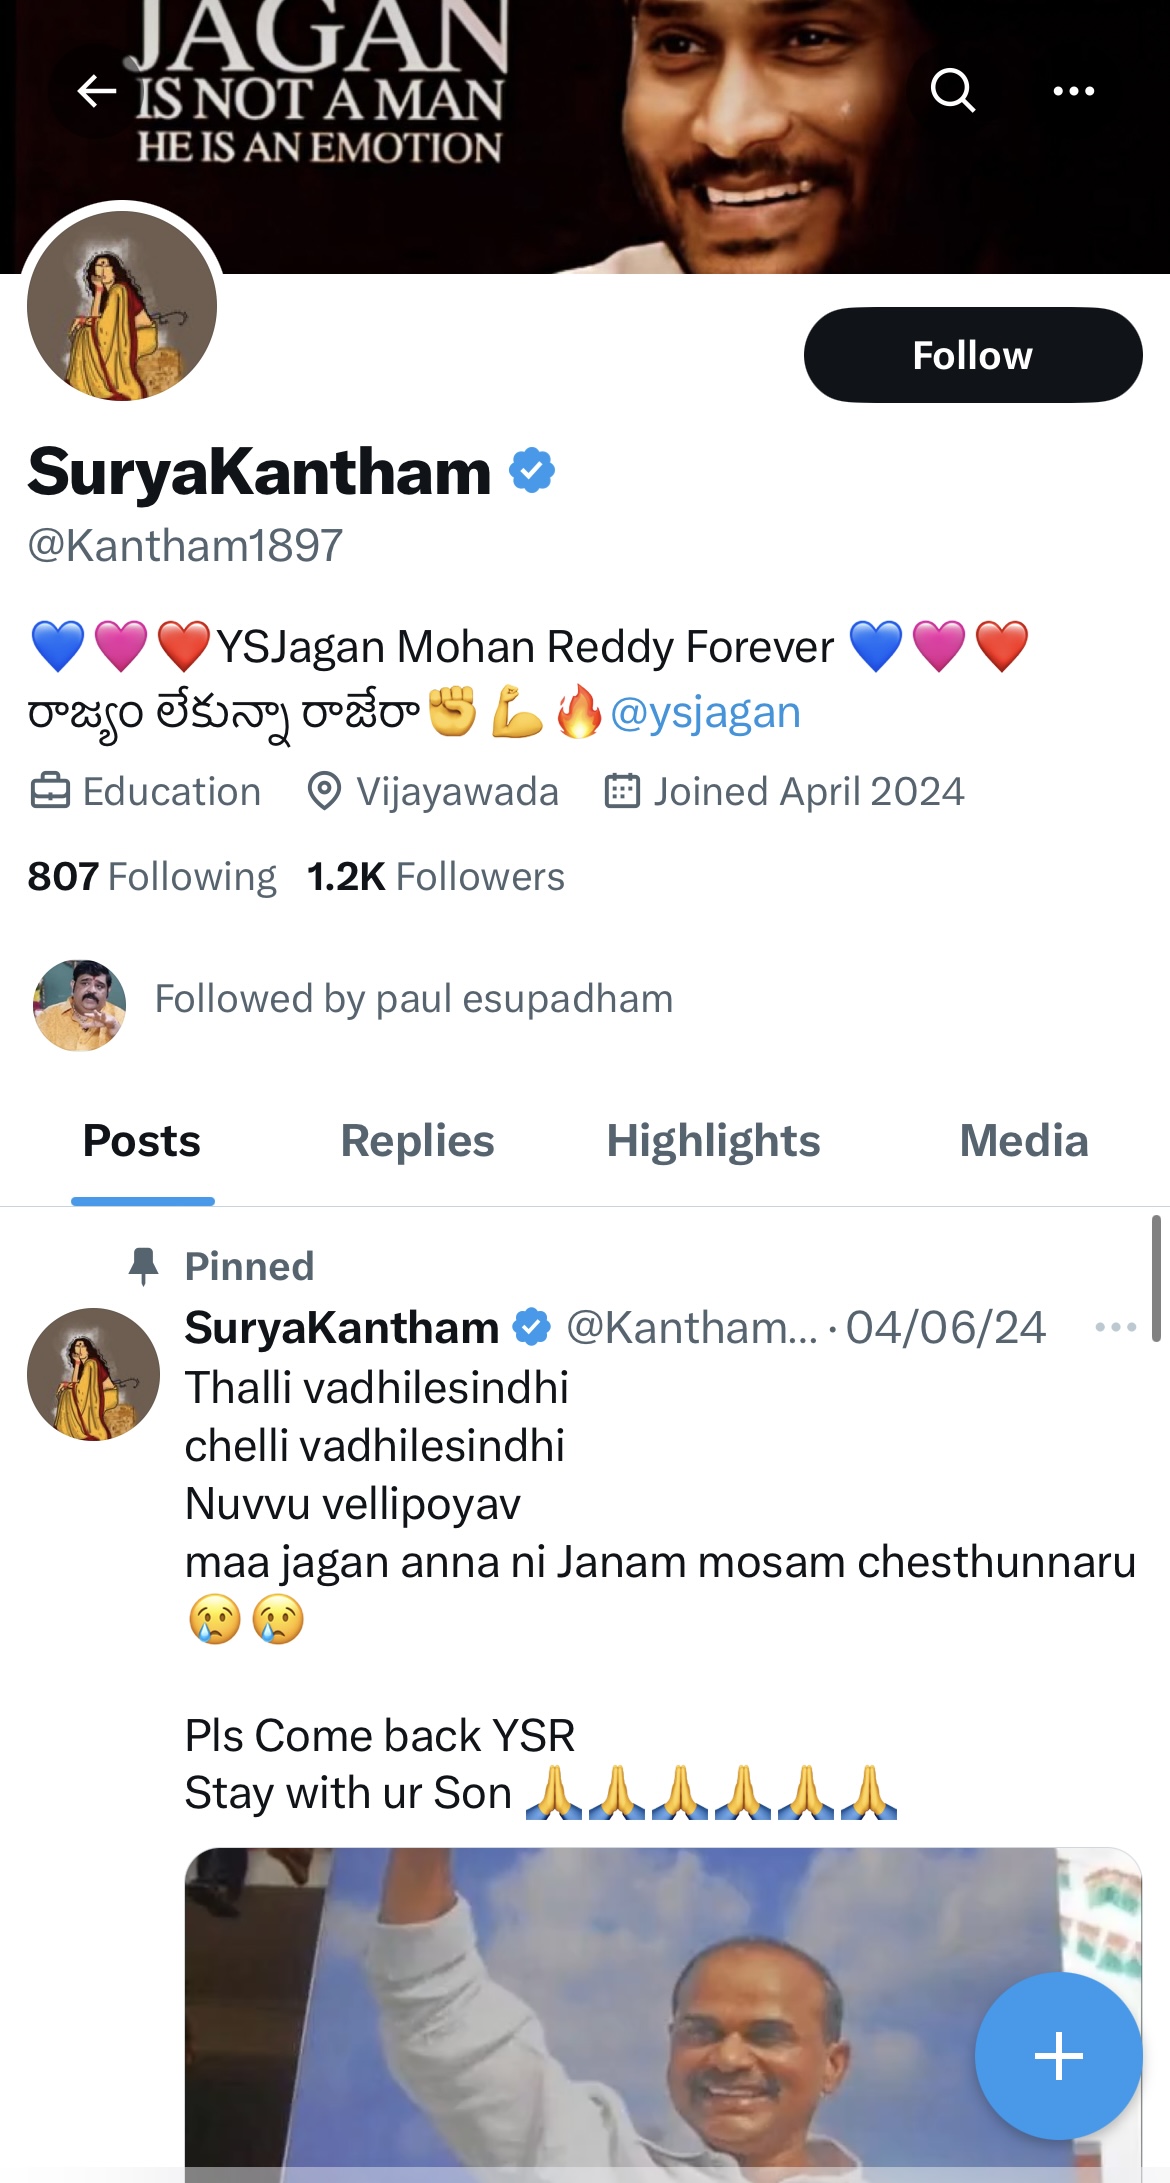 JAGAN
IS NOT A MAN
HE IS AN EMOTION
Follow
SuryaKantham
@Kantham1897
💙💗❤️YSJagan Mohan Reddy Forever 💙💗❤️
రాజ్యం లేకున్నా రాజేరా✊💪🔥@ysjagan
Education Vijayawada Joined April 2024
807 Following 1.2K Followers
Followed by paul esupadham
Posts Replies Highlights Media
Pinned
SuryaKantham @Kantham... · 04/06/24
Thalli vadhilesindhi
chelli vadhilesindhi
Nuvvu vellipoyav
maa jagan anna ni Janam mosam chesthunnaru
😢😢
Pls Come back YSR
Stay with ur Son 🙏🙏🙏🙏🙏🙏